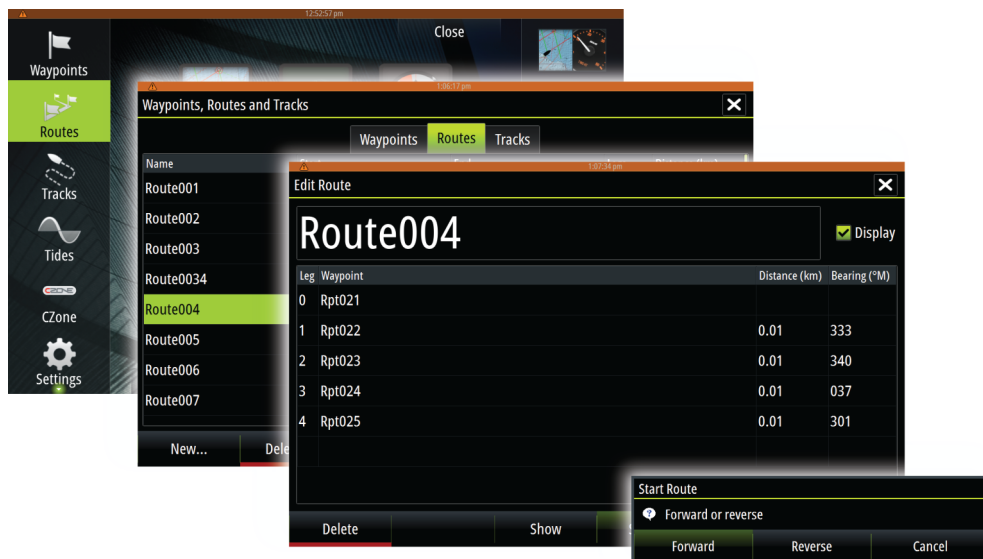 12:52:57 pm
Close
Waypoints
Routes
Tracks
Tides
CZONE
CZone
Settings
1:06:17 pm
Waypoints, Routes and Tracks
Waypoints Routes Tracks
Name
Route001
Route002
Route003
Route0034
Route004
Route005
Route006
Route007
New...
1:07:34 pm
Edit Route
Route004
Display
Leg Waypoint Distance (km) Bearing (°M)
0 Rpt021
1 Rpt022 0.01 333
2 Rpt023 0.01 340
3 Rpt024 0.01 037
4 Rpt025 0.01 301
Delete Show
Start Route
Forward or reverse
Forward Reverse Cancel